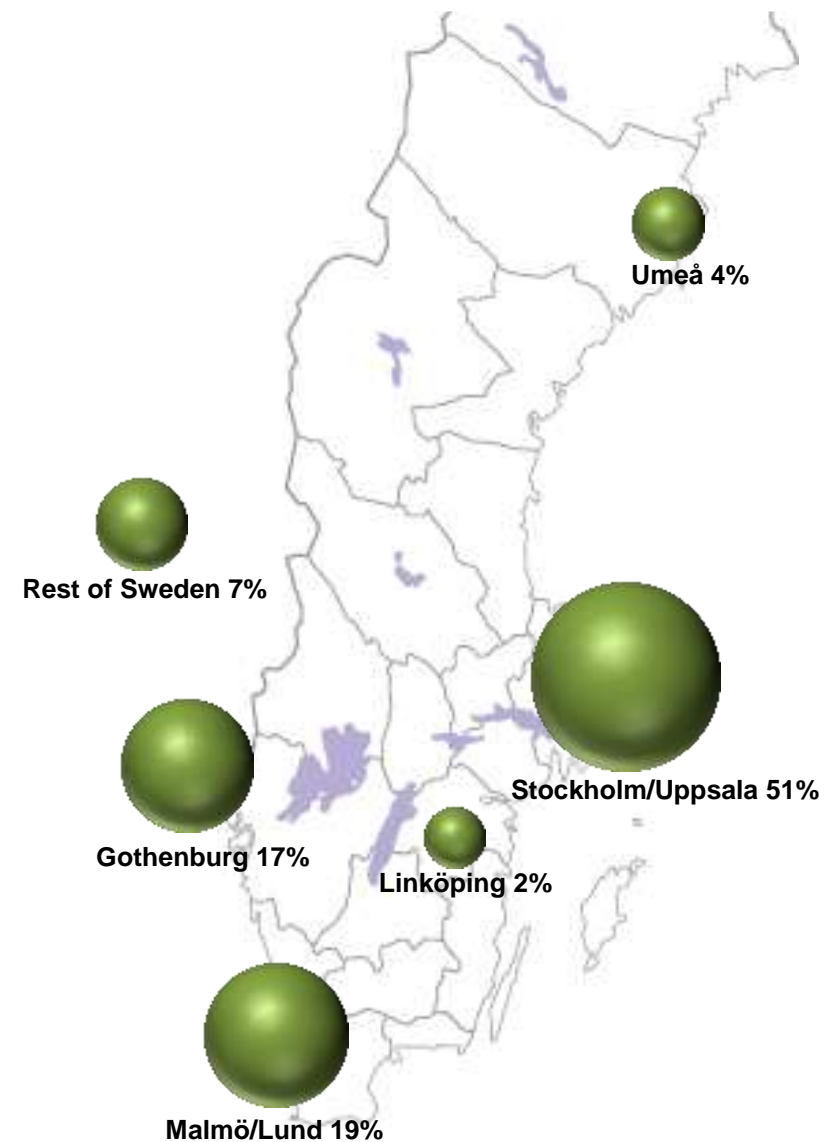 Umeå 4%
Rest of Sweden 7%
Stockholm/Uppsala 51%
Gothenburg 17%
Linköping 2%
Malmö/Lund 19%